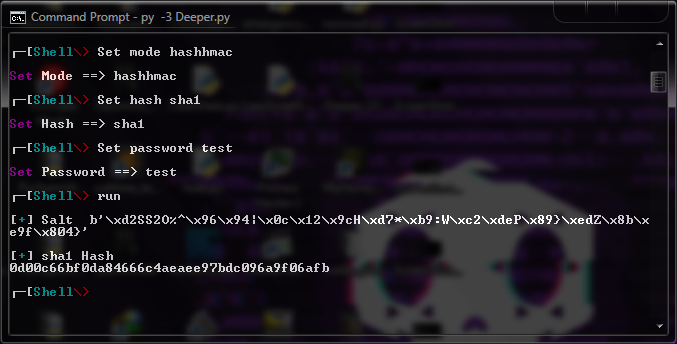 Command Prompt - py -3 Deeper.py
┌─[Shell\> Set mode hashhmac
Set Mode ==> hashhmac
┌─[Shell\> Set hash sha1
Set Hash ==> sha1
┌─[Shell\> Set password test
Set Password ==> test
┌─[Shell\> run
[+] Salt b'\xd2SS2O%^\x96\x94|\x0c\x12\x9cH\xd7*\xb9:W\xc2\xdeP\x89}\xedZ\x8b\x
e9f\x804}'
[+] sha1 Hash
0d00c66bf0da84666c4aeaee97bdc096a9f06afb
┌─[Shell\>